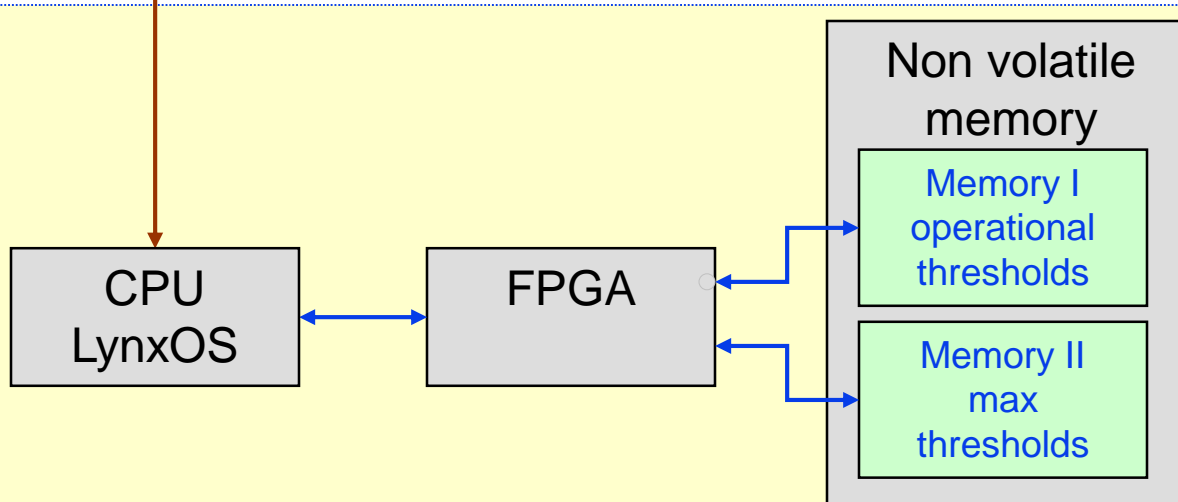 Non volatile
memory
Memory I
operational
thresholds
CPU
LynxOS
FPGA
Memory II
max
thresholds